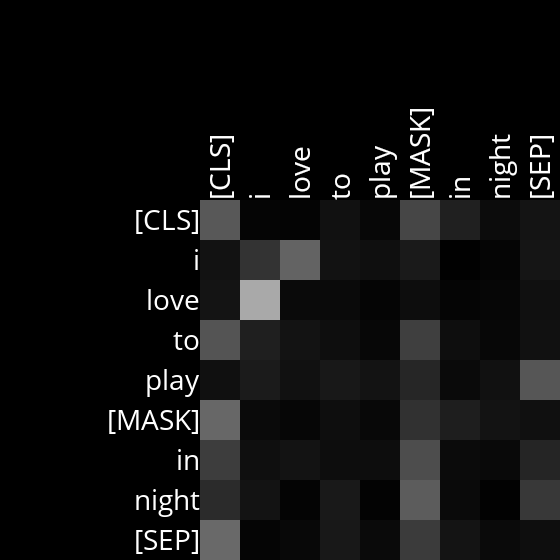 [CLS] i love to play [MASK] in night [SEP]
[CLS]
i
love
to
play
[MASK]
in
night
[SEP]